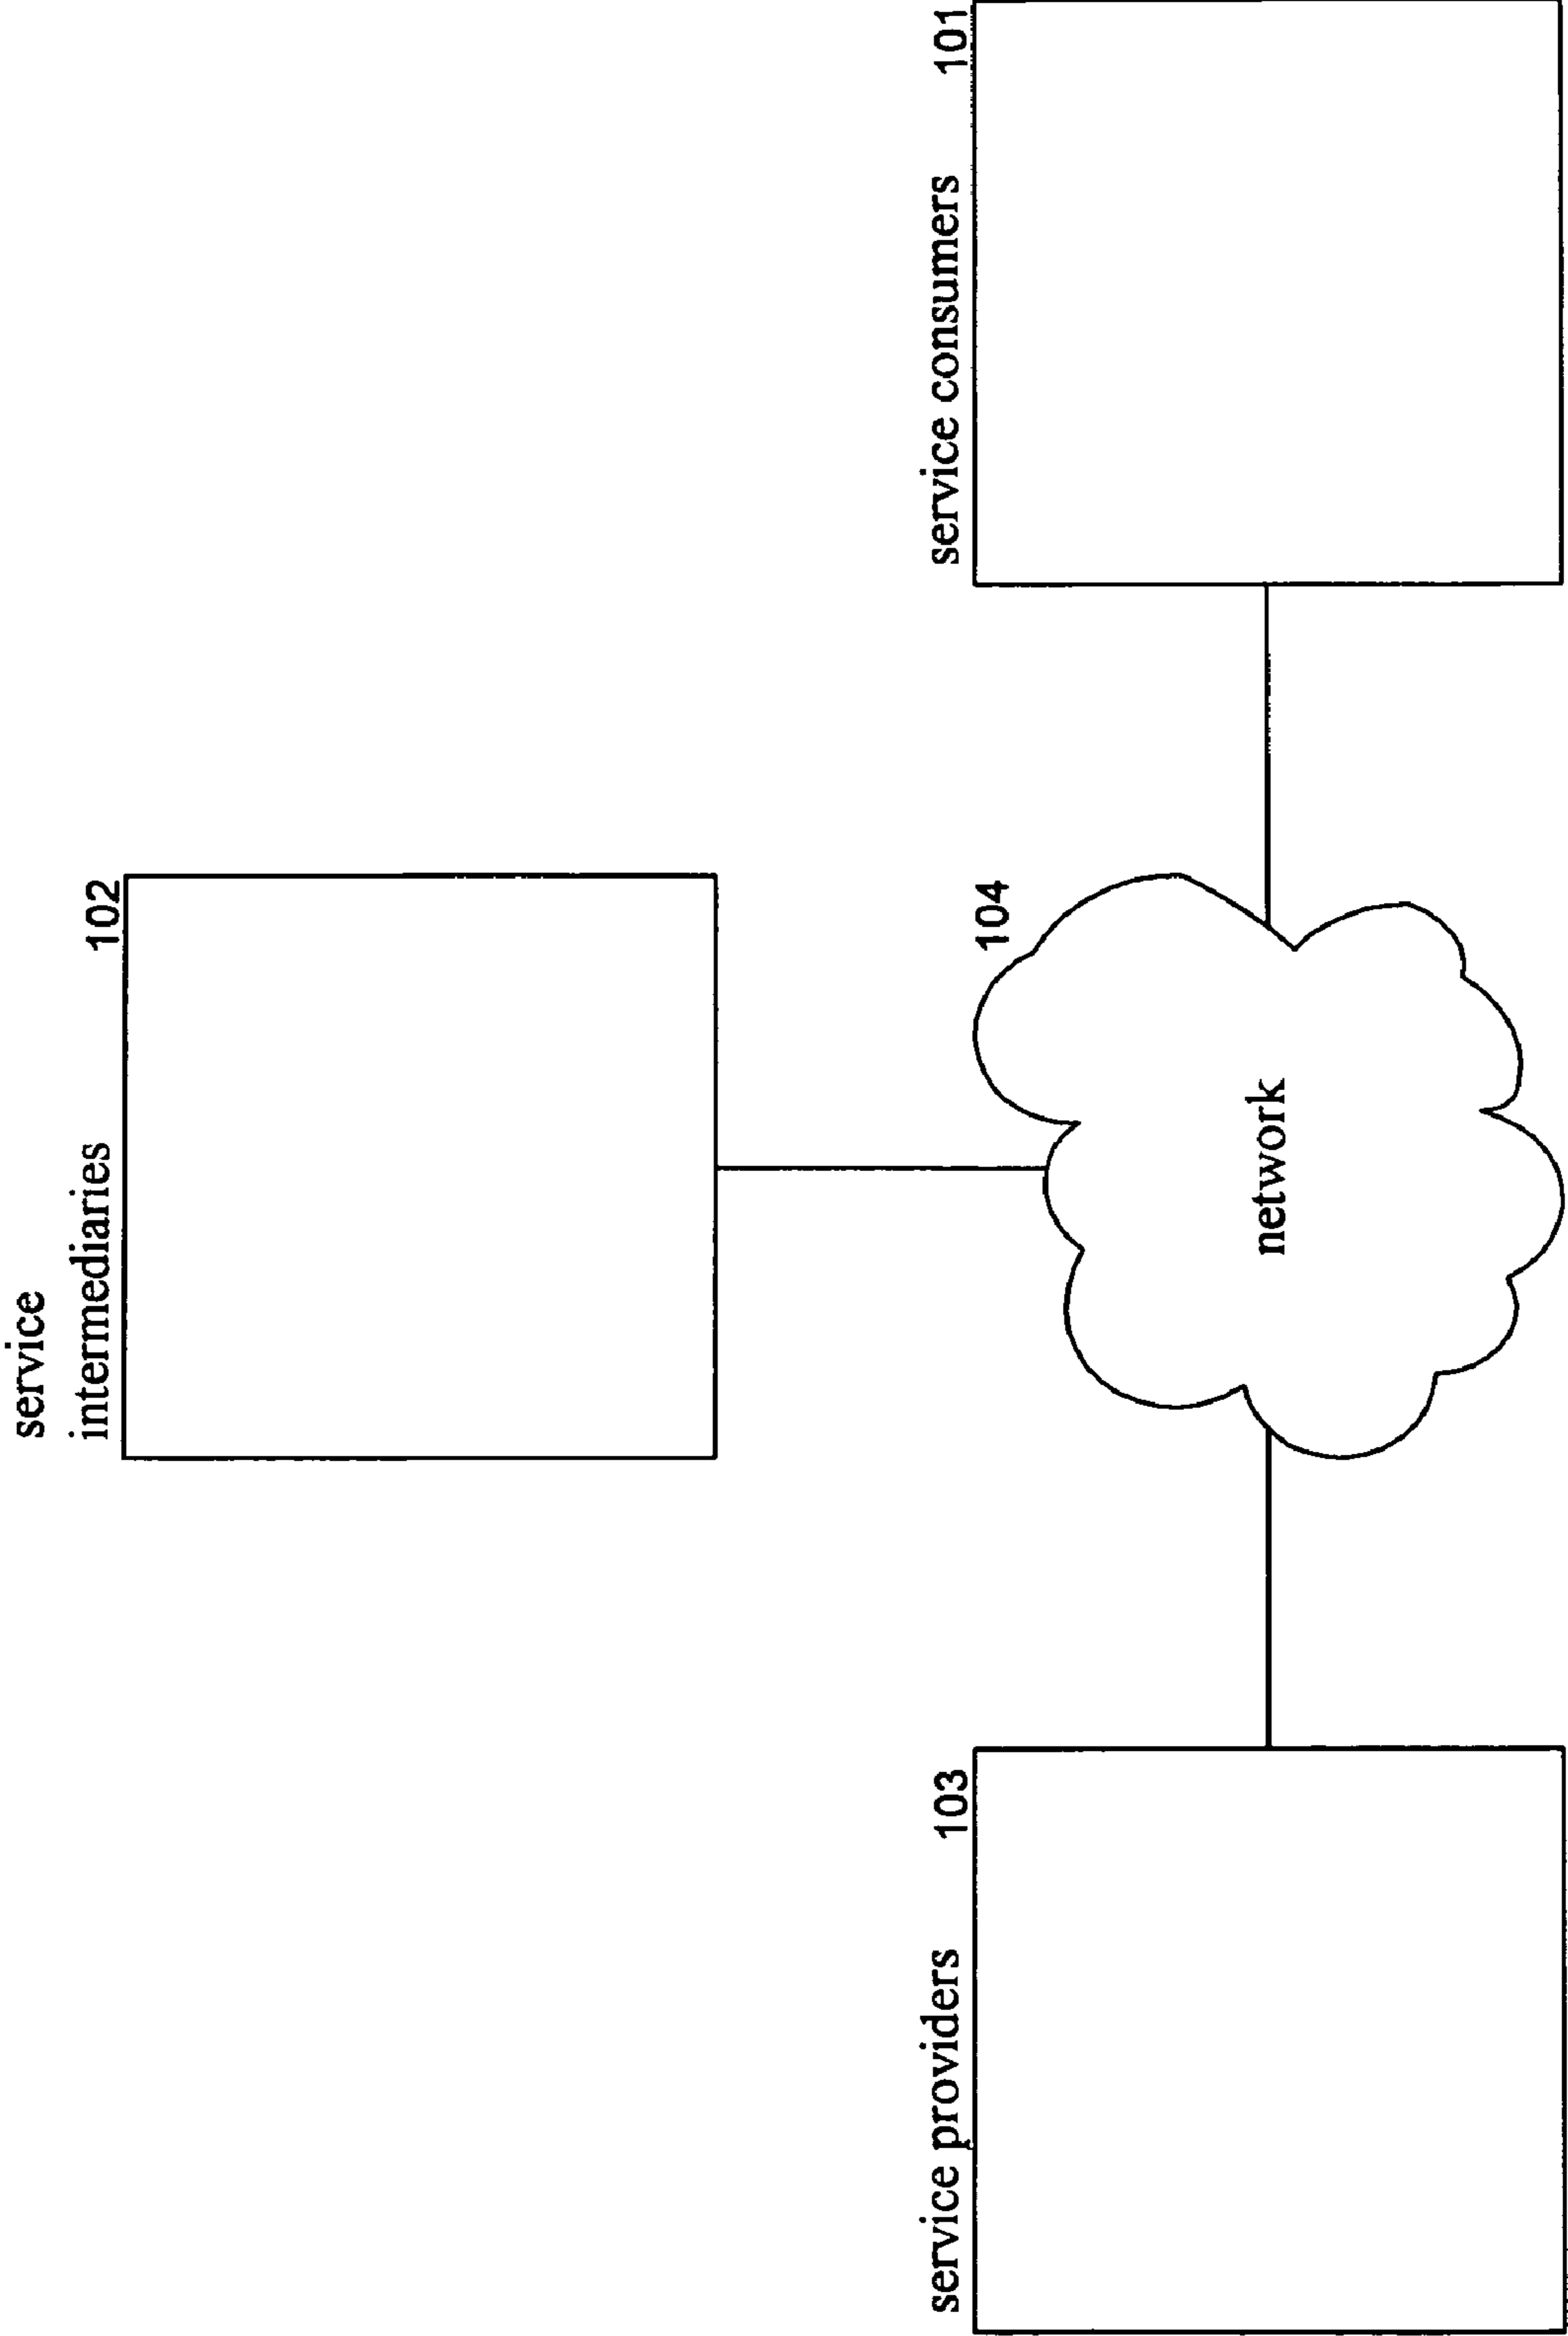 service
intermediaries 102
service providers 103
service consumers 101
104
network